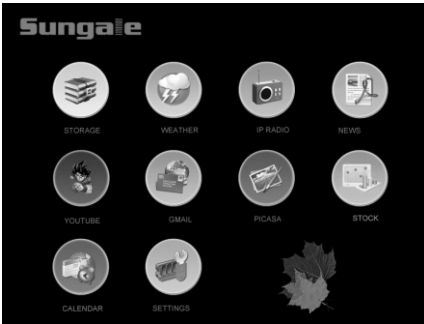 Sungale
STORAGE WEATHER IP RADIO NEWS
YOUTUBE GMAIL PICASA STOCK
CALENDAR SETTINGS